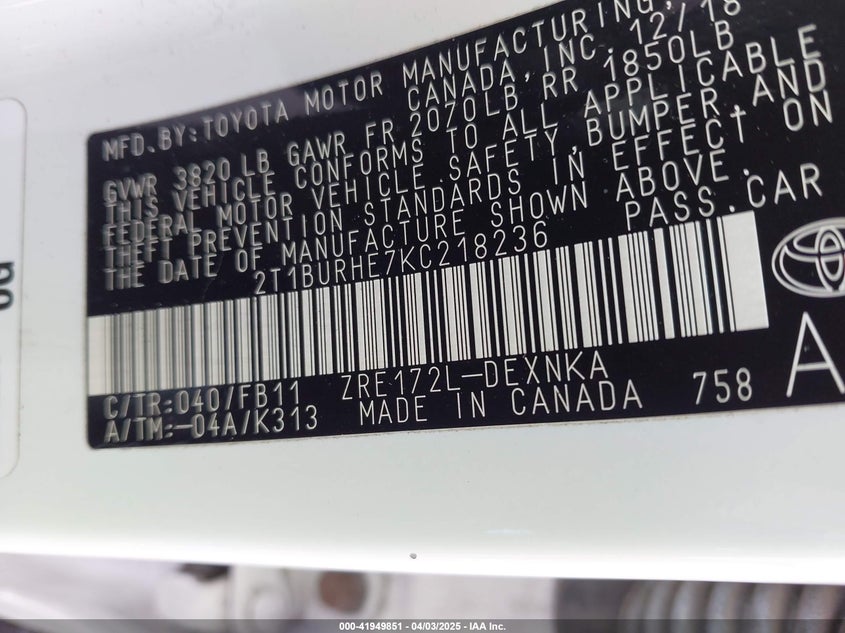 MFD.BY:TOYOTA MOTOR MANUFACTURING,
CANADA, INC. 12/18
GVWR 3820 LB GAWR FR 2070LB RR 1850LB
THIS VEHICLE CONFORMS TO ALL APPLICABLE
FEDERAL MOTOR VEHICLE SAFETY, BUMPER AND
THEFT PREVENTION STANDARDS IN EFFECT ON
THE DATE OF MANUFACTURE SHOWN ABOVE.
2T1BURHE7KC218236 PASS.CAR
C/TR:040/FB11 ZRE172L-DEXNKA
A/TM:-04A/K313 MADE IN CANADA 758 A
000-41949851 | 04/03/2025 - IAA Inc.